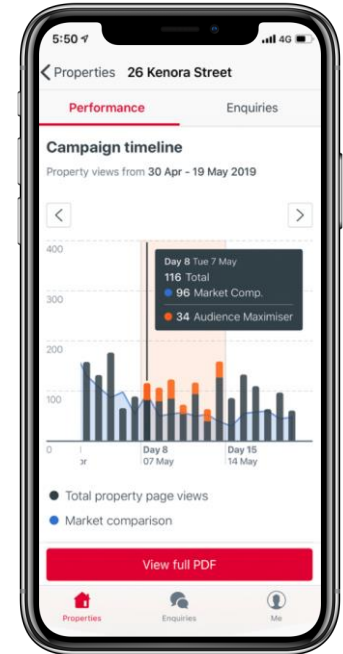 5:50
4G
Properties 26 Kenora Street
Performance Enquiries
Campaign timeline
Property views from 30 Apr - 19 May 2019
400
300
200
100
0
Day 8 Tue 7 May
116 Total
96 Market Comp.
34 Audience Maximiser
Day 8 Day 15
or 07 May 14 May
Total property page views
Market comparison
View full PDF
Properties Enquiries Me